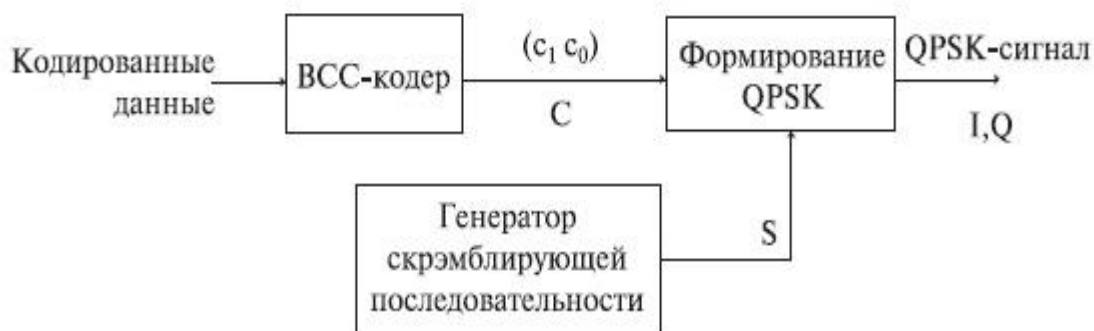 Кодированные
данные
BCC-кодер
(c₁ c₀)
C
Формирование
QPSK
QPSK-сигнал
I,Q
Генератор
скрэмблирующей
последовательности
S